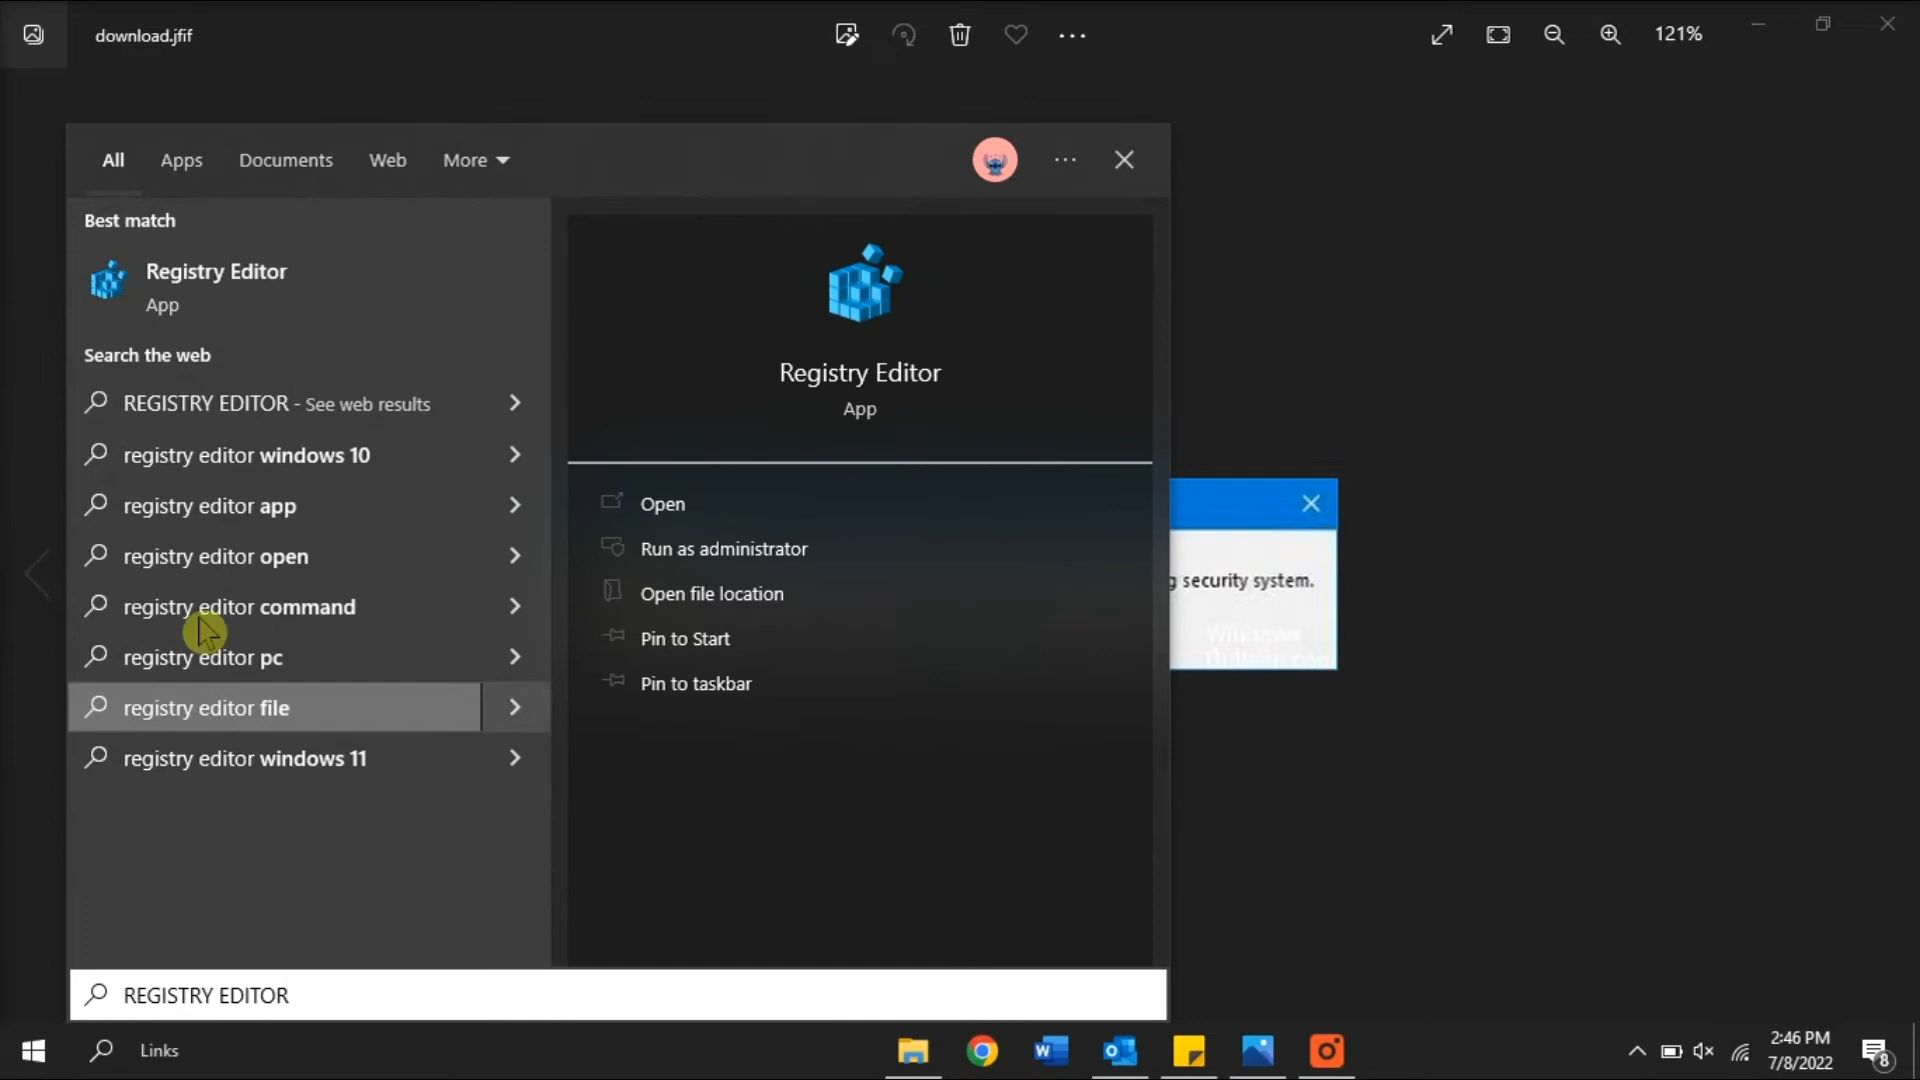 download.jfif
121%
All
Apps
Documents
Web
More
Best match
Registry Editor
App
Search the web
REGISTRY EDITOR - See web results
registry editor windows 10
registry editor app
registry editor open
registry editor command
registry editor pc
registry editor file
registry editor windows 11
Registry Editor
App
Open
Run as administrator
Open file location
Pin to Start
Pin to taskbar
g security system.
REGISTRY EDITOR
Links
2:46 PM
7/8/2022
8